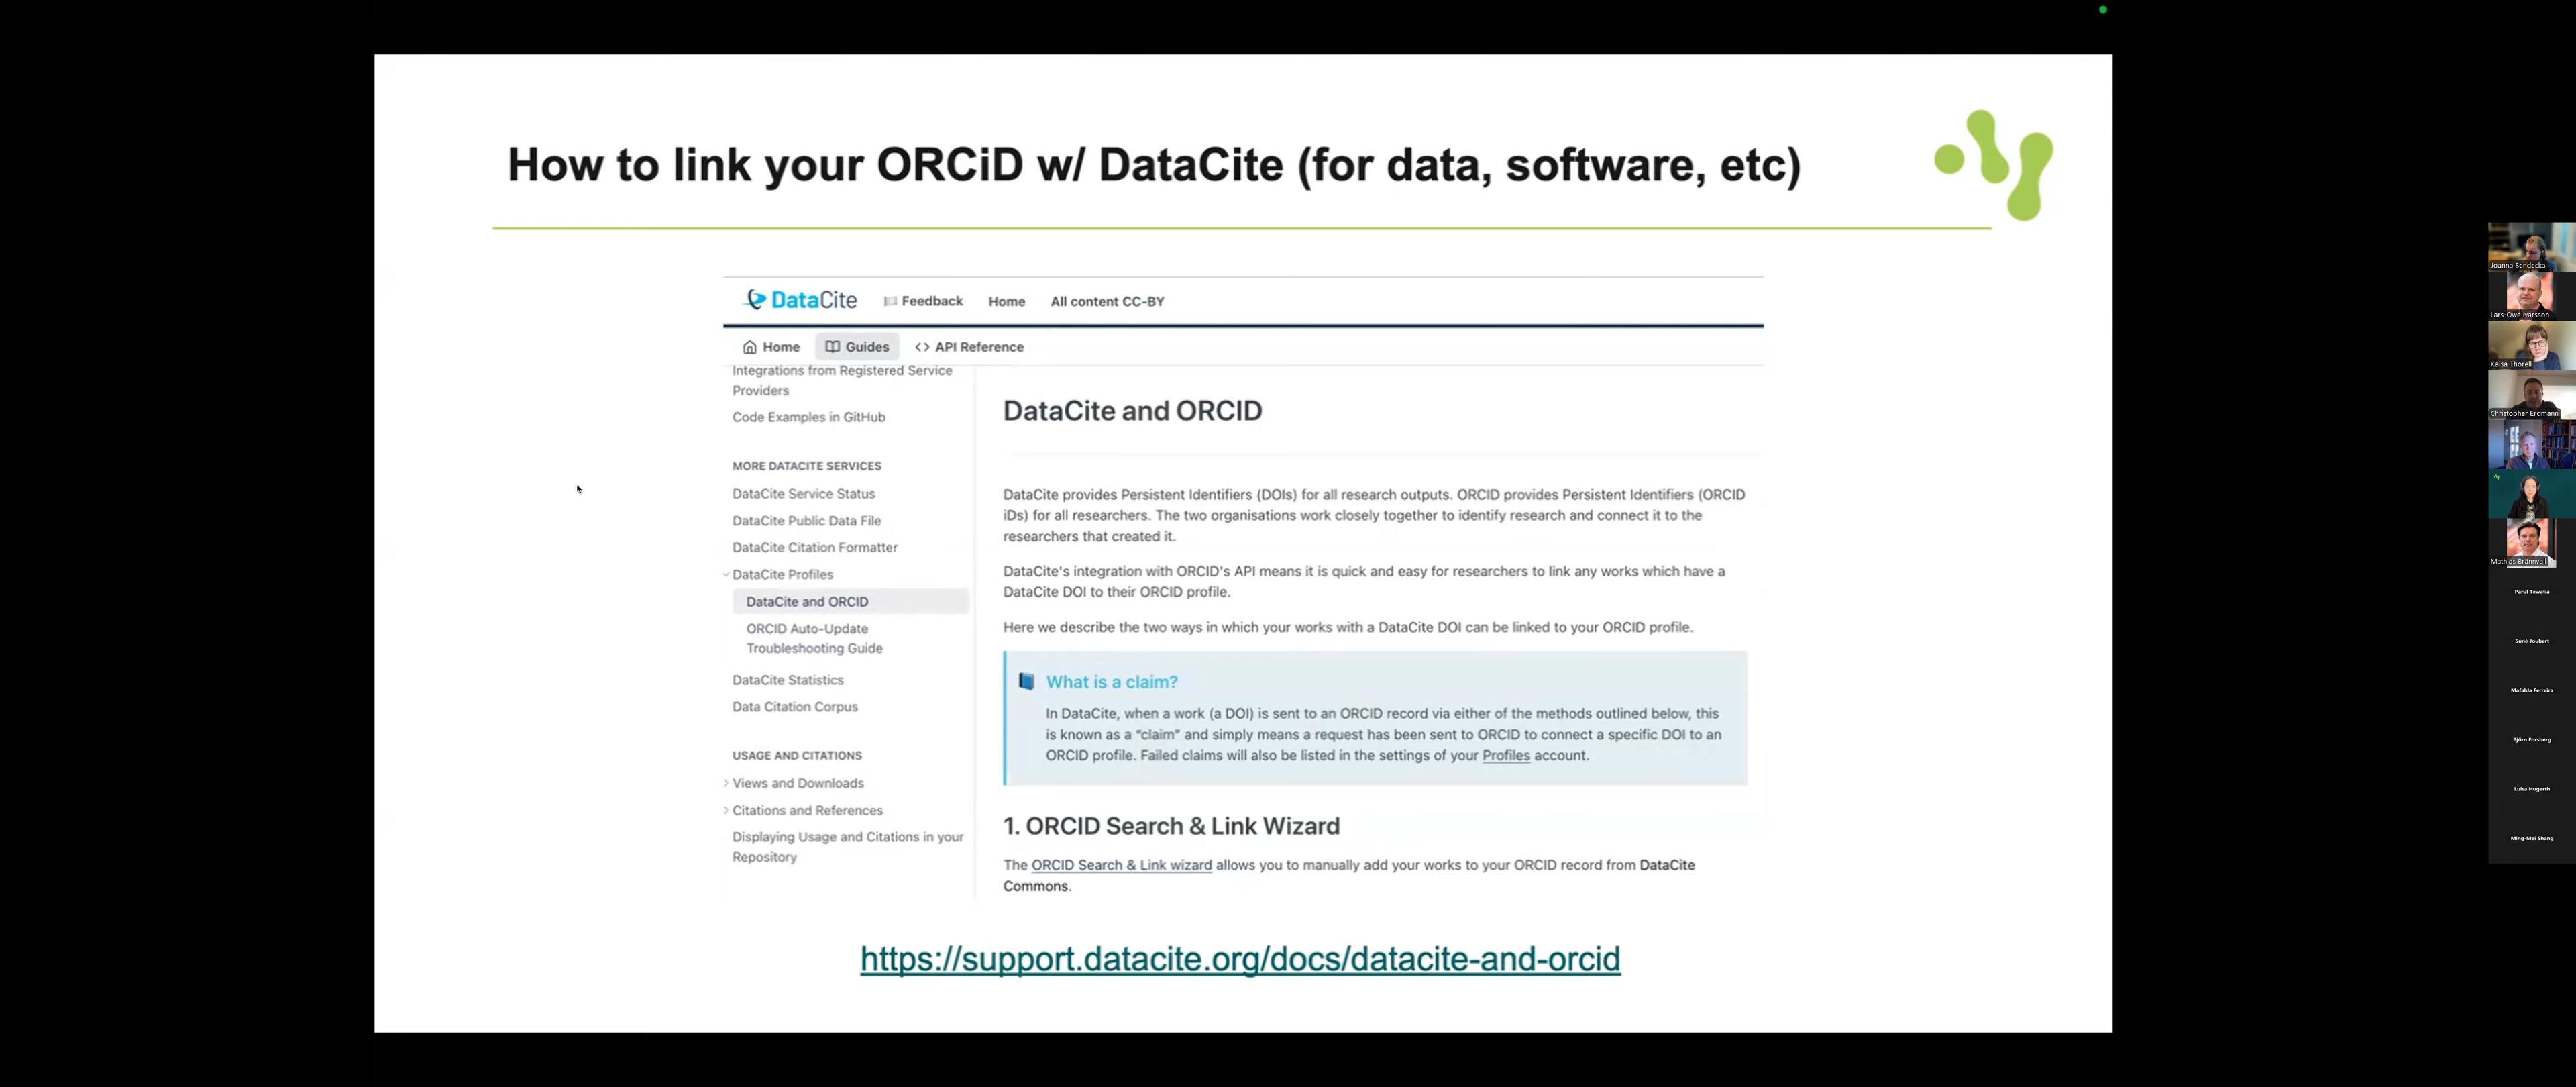 How to link your ORCiD w/ DataCite (for data, software, etc)
DataCite
Feedback
Home
All content CC-BY
Home
Guides
API Reference
Integrations from Registered Service
Providers
Code Examples in GitHub
MORE DATACITE SERVICES
DataCite Service Status
DataCite Public Data File
DataCite Citation Formatter
DataCite Profiles
DataCite and ORCID
ORCID Auto-Update
Troubleshooting Guide
DataCite Statistics
Data Citation Corpus
USAGE AND CITATIONS
Views and Downloads
Citations and References
Displaying Usage and Citations in your
Repository
DataCite and ORCID
DataCite provides Persistent Identifiers (DOIs) for all research outputs. ORCID provides Persistent Identifiers (ORCID
iDs) for all researchers. The two organisations work closely together to identify research and connect it to the
researchers that created it.
DataCite's integration with ORCID's API means it is quick and easy for researchers to link any works which have a
DataCite DOI to their ORCID profile.
Here we describe the two ways in which your works with a DataCite DOI can be linked to your ORCID profile.
What is a claim?
In DataCite, when a work (a DOI) is sent to an ORCID record via either of the methods outlined below, this
is known as a “claim” and simply means a request has been sent to ORCID to connect a specific DOI to an
ORCID profile. Failed claims will also be listed in the settings of your Profiles account.
1. ORCID Search & Link Wizard
The ORCID Search & Link wizard allows you to manually add your works to your ORCID record from DataCite
Commons.
https://support.datacite.org/docs/datacite-and-orcid
Joanna Sendecka
Lars-Owe Ivarsson
Kaisa Thorell
Christopher Erdmann
Mathias Brännvall
Parul Tewatia
Suné Joubert
Mafalda Ferreira
Björn Forsberg
Luisa Hugerth
Ming-Mei Shang